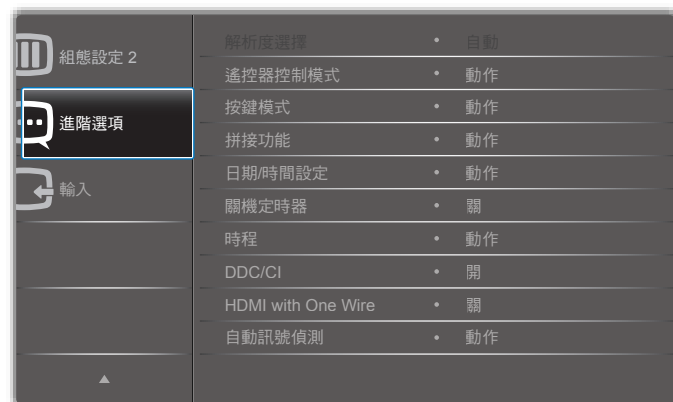 組態設定 2
進階選項
輸入
解析度選擇 • 自動
遙控器控制模式 • 動作
按鍵模式 • 動作
拼接功能 • 動作
日期/時間設定 • 動作
關機定時器 • 關
時程 • 動作
DDC/CI • 開
HDMI with One Wire • 關
自動訊號偵測 • 動作